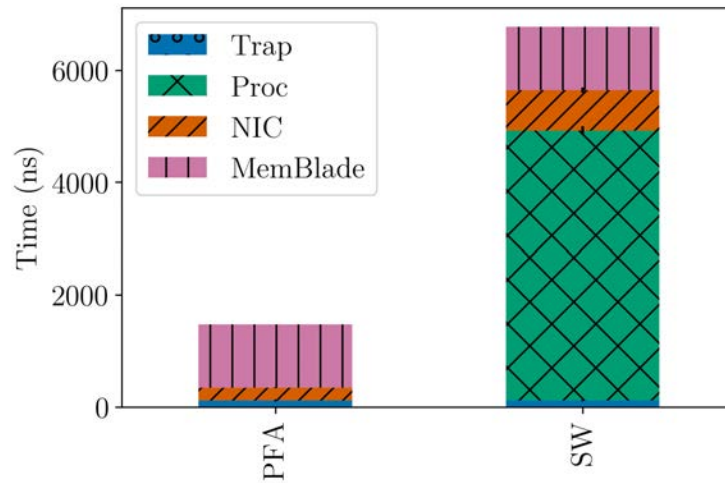 Trap
Proc
NIC
MemBlade
Time (ns)
6000
4000
2000
0
PFA
SW